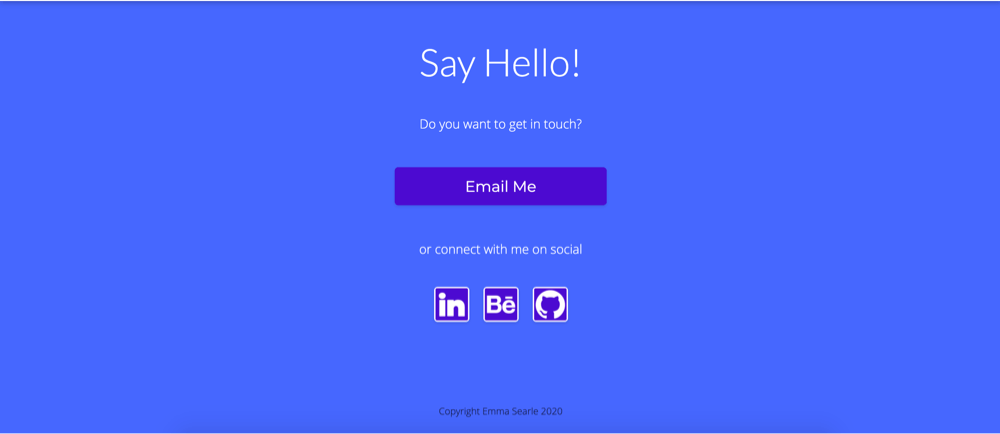 Say Hello!
Do you want to get in touch?
Email Me
or connect with me on social
in Bē
Copyright Emma Searle 2020